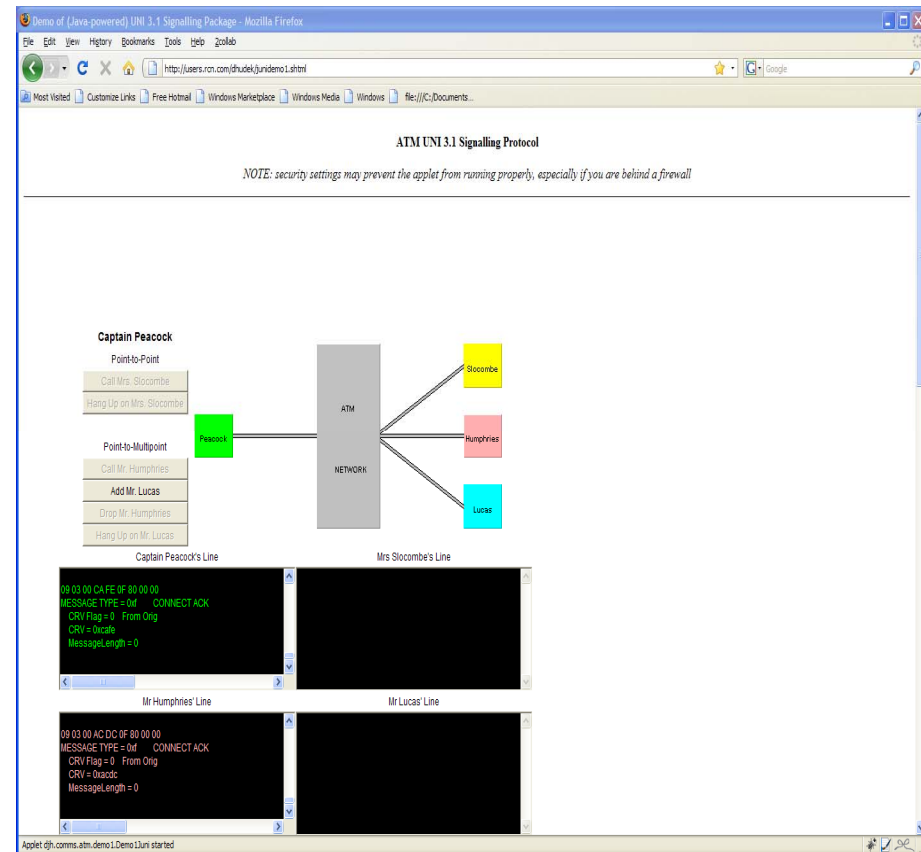 Demo of (Java-powered) UNI 3.1 Signalling Package - Mozilla Firefox
File Edit View History Bookmarks Tools Help 2collab
http://users.rcn.com/dhudek/junidemo1.shtml
G Google
Most Visited Customize Links Free Hotmail Windows Marketplace Windows Media Windows file:///C:/Documents...
ATM UNI 3.1 Signalling Protocol
NOTE: security settings may prevent the applet from running properly, especially if you are behind a firewall
Captain Peacock
Point-to-Point
Call Mrs. Slocombe
Hang Up on Mrs. Slocombe
Point-to-Multipoint
Call Mr. Humphries
Add Mr. Lucas
Drop Mr. Humphries
Hang Up on Mr. Lucas
Peacock
ATM
NETWORK
Slocombe
Humphries
Lucas
Captain Peacock's Line
09 03 00 CA FE 0F 80 00 00
MESSAGE TYPE = 0xf CONNECT ACK
CRV Flag = 0 From Orig
CRV = 0xcafe
MessageLength = 0
Mrs Slocombe's Line
Mr Humphries' Line
09 03 00 AC DC 0F 80 00 00
MESSAGE TYPE = 0xf CONNECT ACK
CRV Flag = 0 From Orig
CRV = 0xacdc
MessageLength = 0
Mr Lucas' Line
Applet djh.comms.atm.demo1.Demo1Juni started